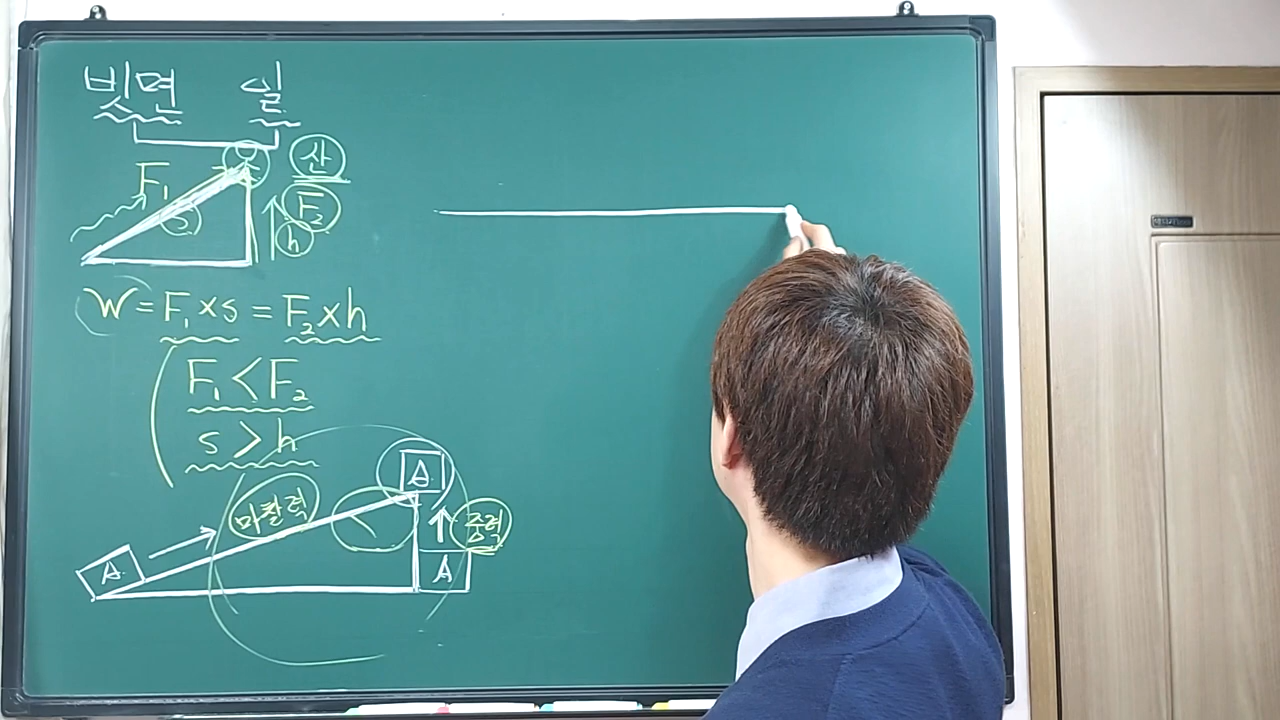 빗면 일
F₁ 산
s F₂
h
W = F₁ × s = F₂ × h
F₁ < F₂
s > h
A
마찰력 중력
A A